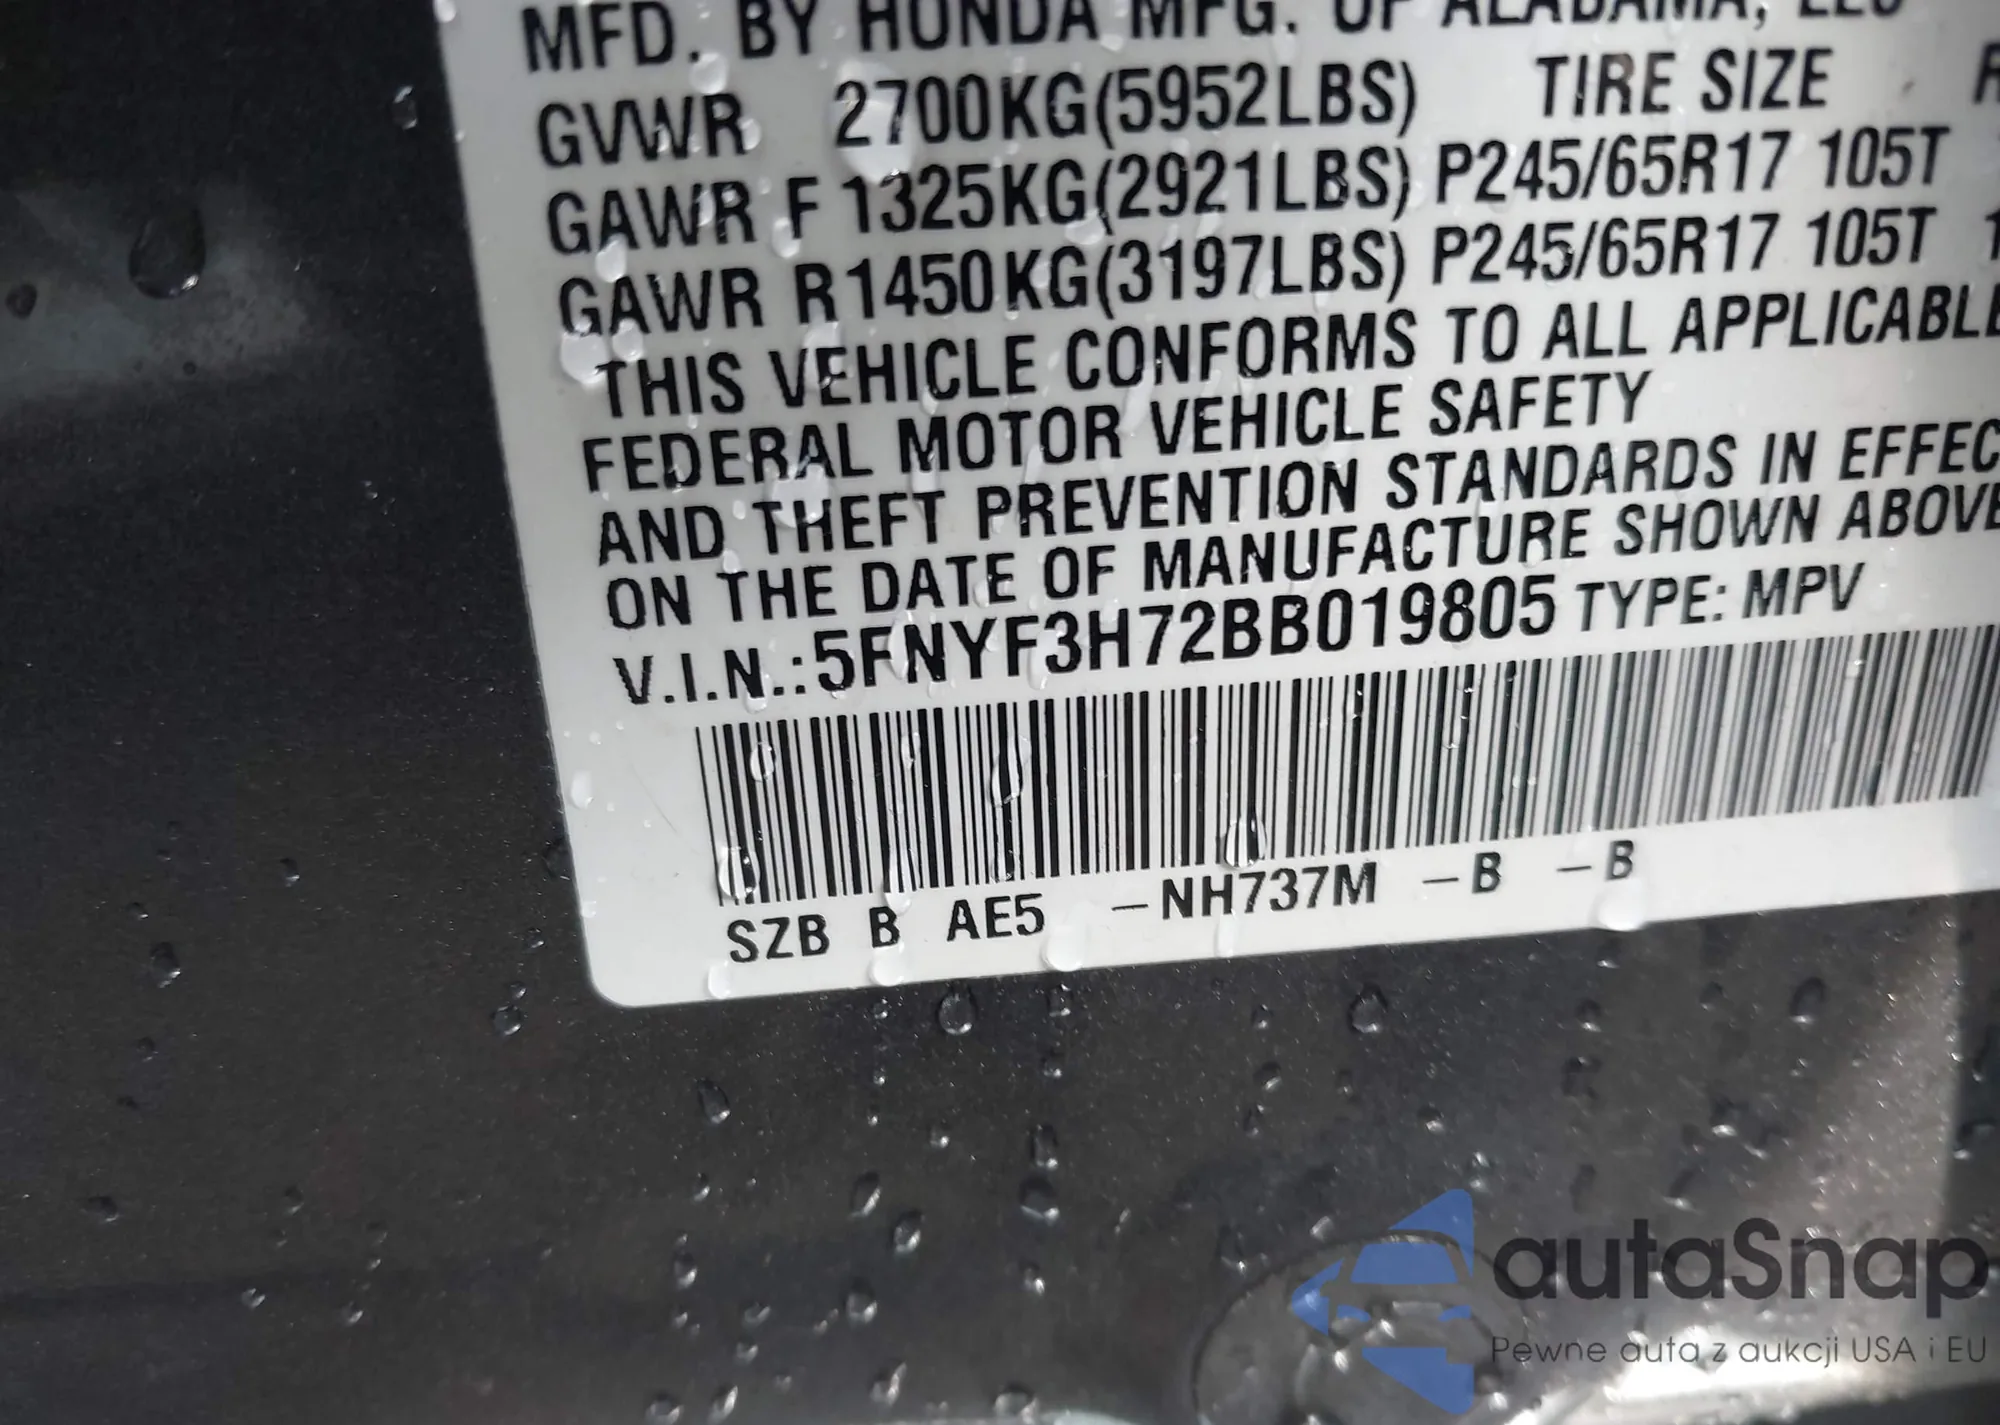 MFD. BY HONDA MFG. OF ALABAMA, LLC
GVWR 2700KG(5952LBS) TIRE SIZE R
GAWR F 1325KG(2921LBS) P245/65R17 105T 1
GAWR R 1450KG(3197LBS) P245/65R17 105T 1
THIS VEHICLE CONFORMS TO ALL APPLICABLE
FEDERAL MOTOR VEHICLE SAFETY
AND THEFT PREVENTION STANDARDS IN EFFEC
ON THE DATE OF MANUFACTURE SHOWN ABOVE
V.I.N.:5FNYF3H72BB019805 TYPE: MPV
SZB B AE5 –NH737M –B –B
autaSnap
Pewne auta z aukcji USA i EU